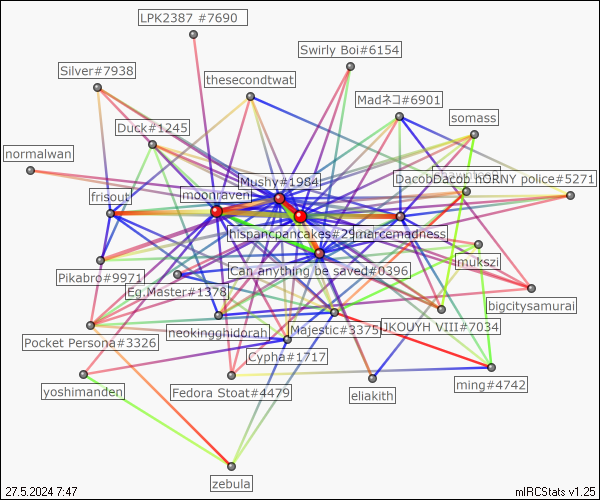 LPK2387 #7690
Swirly Boi#6154
Silver#7938
thesecondtwat
Madネコ#6901
somass
Duck#1245
normalwan
Mushy#1984
DacobDacob hORNY police#5271
frisout
moonraven
hispancpancakes#29
marcemadness
mukszi
Pikabro#9971
Can anything be saved#0396
Eg.Master#1378
bigcitysamurai
Pocket Persona#3326
neokingghidorah
Majestic#3375
JKOUYH VIII#7034
Cypha#1717
yoshimanden
Fedora Stoat#4479
eliakith
ming#4742
zebula
27.5.2024 7:47
mIRCStats v1.25